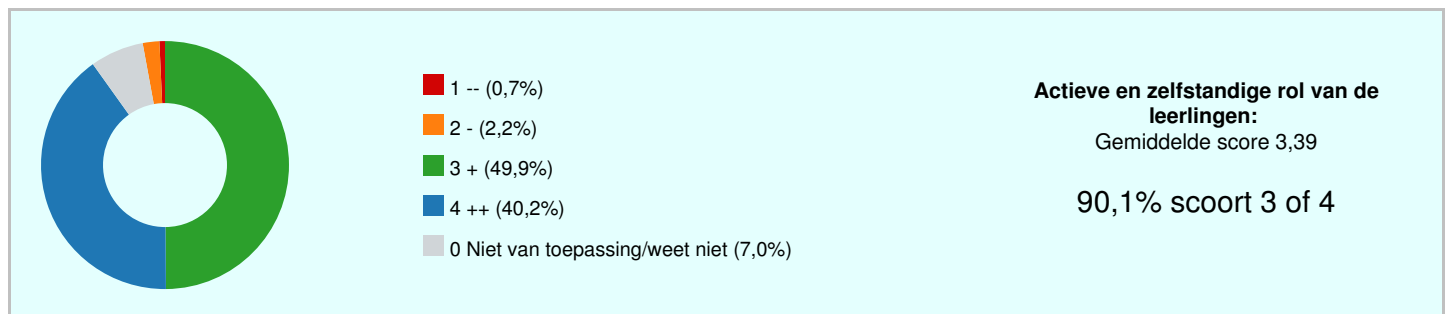 1 -- (0,7%)
2 - (2,2%)
3 + (49,9%)
4 ++ (40,2%)
0 Niet van toepassing/weet niet (7,0%)
Actieve en zelfstandige rol van de
leerlingen:
Gemiddelde score 3,39
90,1% scoort 3 of 4